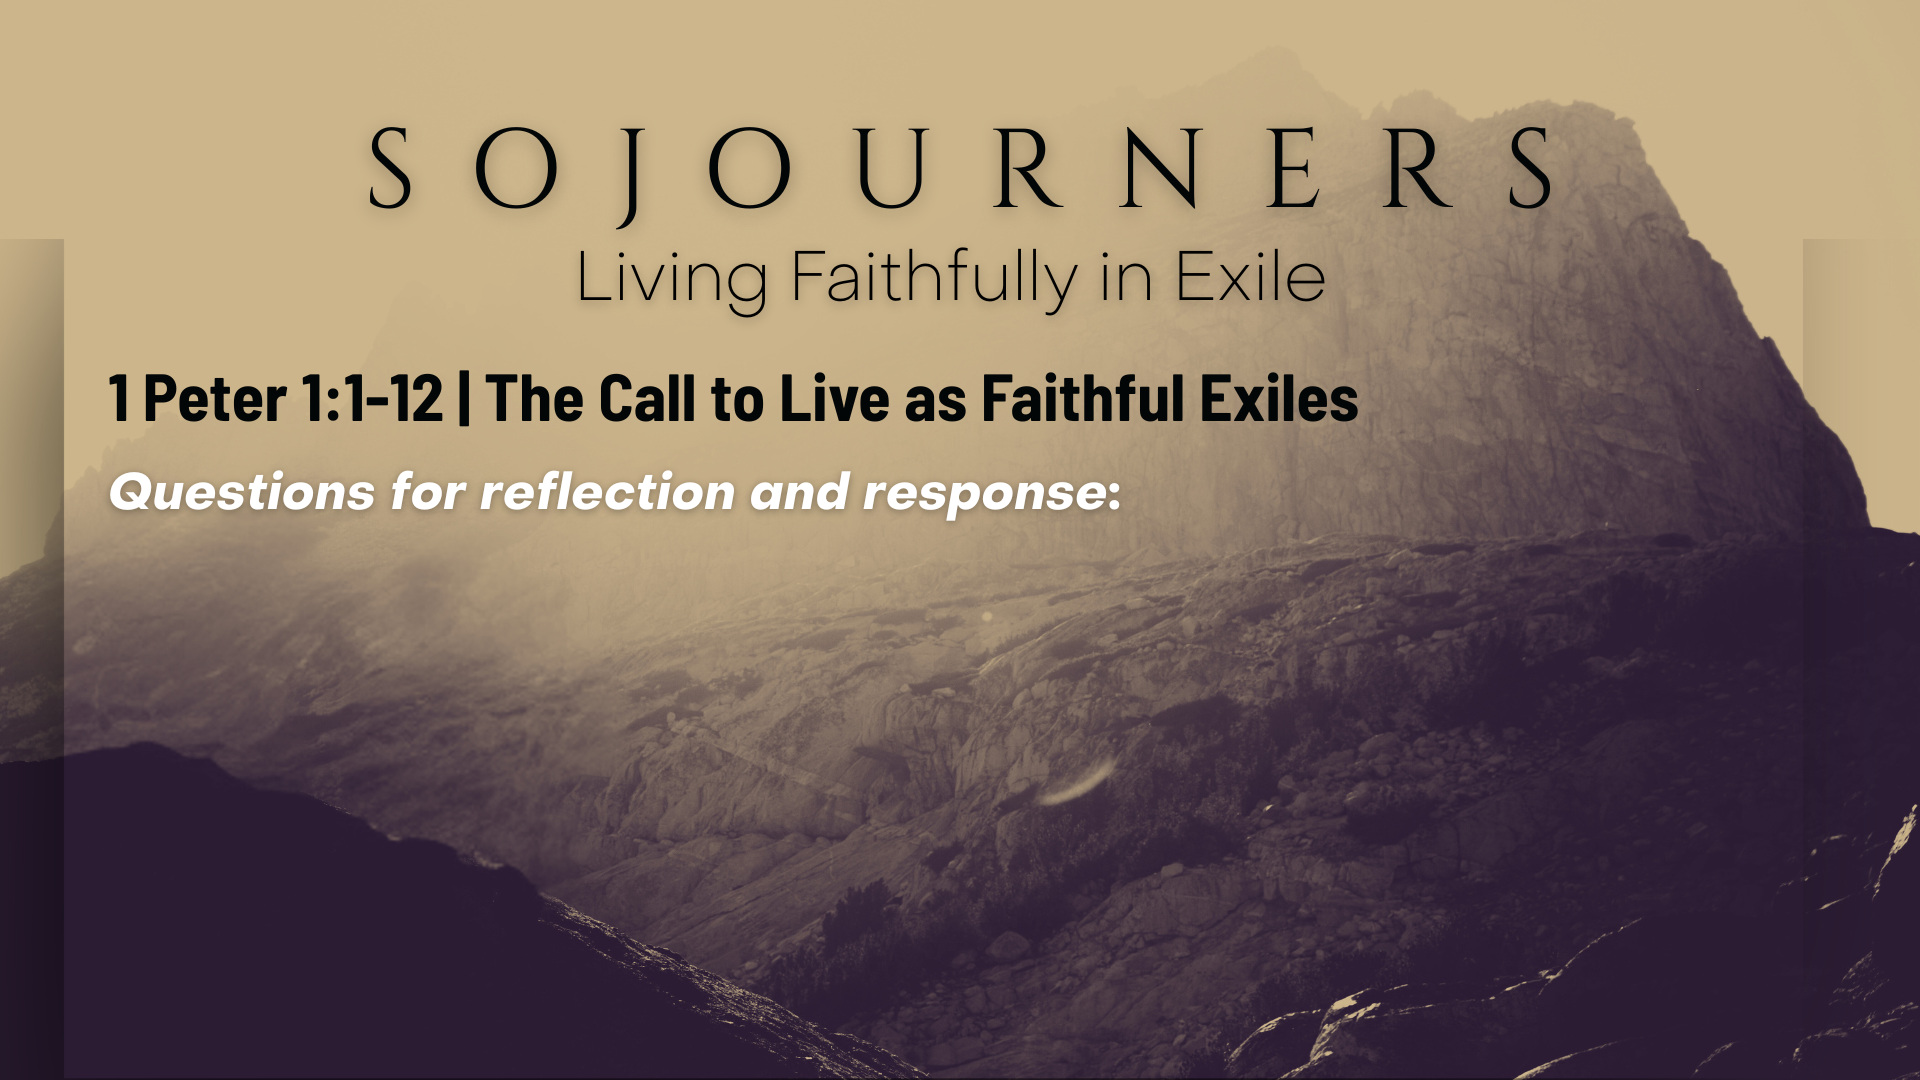 SOJOURNERS
Living Faithfully in Exile
1 Peter 1:1-12 | The Call to Live as Faithful Exiles
Questions for reflection and response: